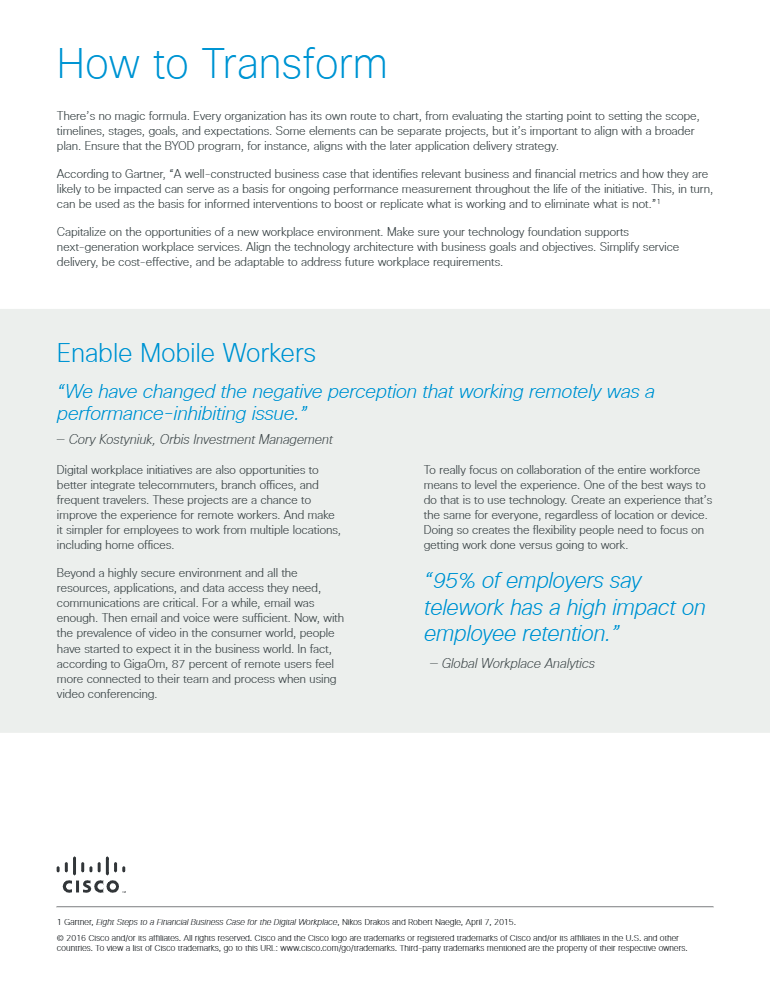 How to Transform
There's no magic formula. Every organization has its own route to chart, from evaluating the starting point to setting the scope,
timelines, stages, goals, and expectations. Some elements can be separate projects, but it's important to align with a broader
plan. Ensure that the BYOD program, for instance, aligns with the later application delivery strategy.
According to Gartner, “A well-constructed business case that identifies relevant business and financial metrics and how they are
likely to be impacted can serve as a basis for ongoing performance measurement throughout the life of the initiative. This, in turn,
can be used as the basis for informed interventions to boost or replicate what is working and to eliminate what is not.”1
Capitalize on the opportunities of a new workplace environment. Make sure your technology foundation supports
next-generation workplace services. Align the technology architecture with business goals and objectives. Simplify service
delivery, be cost-effective, and be adaptable to address future workplace requirements.
Enable Mobile Workers
“We have changed the negative perception that working remotely was a
performance-inhibiting issue.”
– Cory Kostyniuk, Orbis Investment Management
Digital workplace initiatives are also opportunities to
better integrate telecommuters, branch offices, and
frequent travelers. These projects are a chance to
improve the experience for remote workers. And make
it simpler for employees to work from multiple locations,
including home offices.
Beyond a highly secure environment and all the
resources, applications, and data access they need,
communications are critical. For a while, email was
enough. Then email and voice were sufficient. Now, with
the prevalence of video in the consumer world, people
have started to expect it in the business world. In fact,
according to GigaOm, 87 percent of remote users feel
more connected to their team and process when using
video conferencing.
To really focus on collaboration of the entire workforce
means to level the experience. One of the best ways to
do that is to use technology. Create an experience that's
the same for everyone, regardless of location or device.
Doing so creates the flexibility people need to focus on
getting work done versus going to work.
“95% of employers say
telework has a high impact on
employee retention.”
– Global Workplace Analytics
CISCO™
1 Gartner, Eight Steps to a Financial Business Case for the Digital Workplace, Nikos Drakos and Robert Naegle, April 7, 2015.
© 2016 Cisco and/or its affiliates. All rights reserved. Cisco and the Cisco logo are trademarks or registered trademarks of Cisco and/or its affiliates in the U.S. and other
countries. To view a list of Cisco trademarks, go to this URL: www.cisco.com/go/trademarks. Third-party trademarks mentioned are the property of their respective owners.